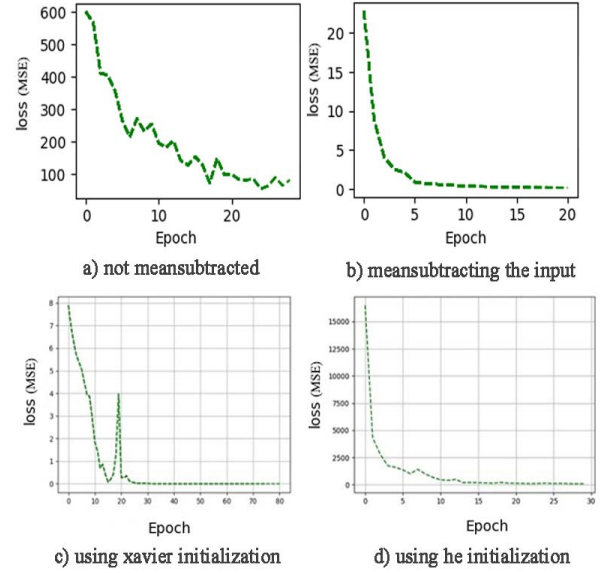 600
500
400
300
200
100
loss (MSE)
0 10 20
Epoch
a) not meansubtracted
20
15
10
5
0
loss (MSE)
0 5 10 15 20
Epoch
b) meansubtracting the input
8
7
6
5
4
3
2
1
0
loss (MSE)
0 10 20 30 40 50 60 70 80
Epoch
c) using xavier initialization
15000
12500
10000
7500
5000
2500
0
loss (MSE)
0 5 10 15 20 25 30
Epoch
d) using he initialization